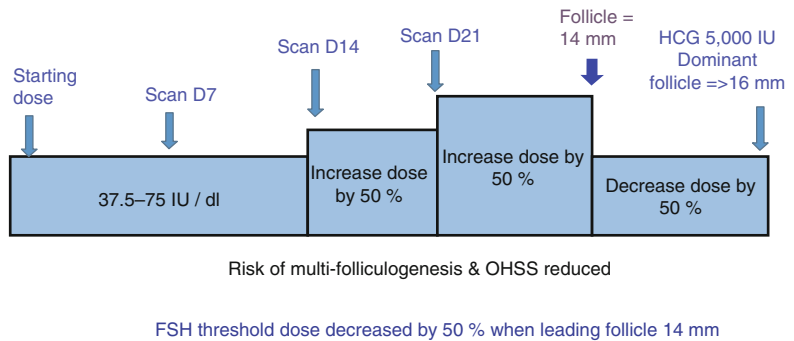 Starting
dose
Scan D7
Scan D14
Scan D21
Follicle =
14 mm
HCG 5,000 IU
Dominant
follicle =>16 mm
37.5–75 IU / dl
Increase dose
by 50 %
Increase dose by
50 %
Decrease dose by
50 %
Risk of multi-folliculogenesis & OHSS reduced
FSH threshold dose decreased by 50 % when leading follicle 14 mm